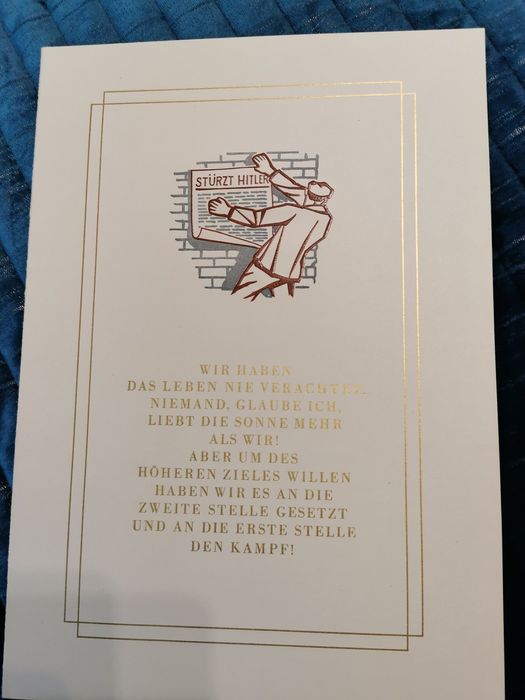 STÜRZT HITLER
WIR HABEN
DAS LEBEN NIE VERACHTET.
NIEMAND, GLAUBE ICH,
LIEBT DIE SONNE MEHR
ALS WIR!
ABER UM DES
HÖHEREN ZIELES WILLEN
HABEN WIR ES AN DIE
ZWEITE STELLE GESETZT
UND AN DIE ERSTE STELLE
DEN KAMPF!